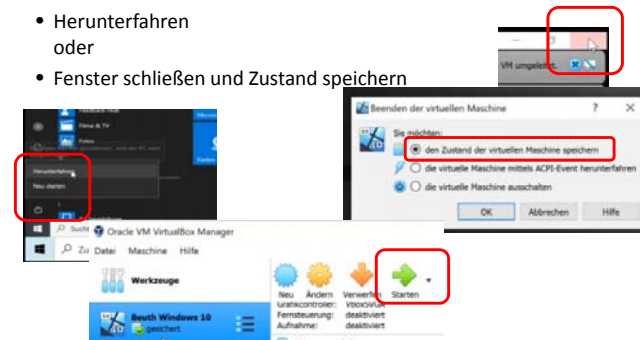 • Herunterfahren
oder
• Fenster schließen und Zustand speichern
VM umgeleitet.
Films & TV
Fotos
Herunterfahren
Neu starten
Beenden der virtuellen Maschine ? X
Sie möchten:
den Zustand der virtuellen Maschine speichern
die virtuelle Maschine mittels ACPI-Event herunterfahren
die virtuelle Maschine ausschalten
OK Abbrechen Hilfe
Oracle VM VirtualBox Manager
Datei Maschine Hilfe
Werkzeuge
Neu Ändern Verwerfen Starten
Grafikcontroller: VBoxSVGA
Fernsteuerung: deaktiviert
Aufnahme: deaktiviert
Beuth Windows 10
gesichert